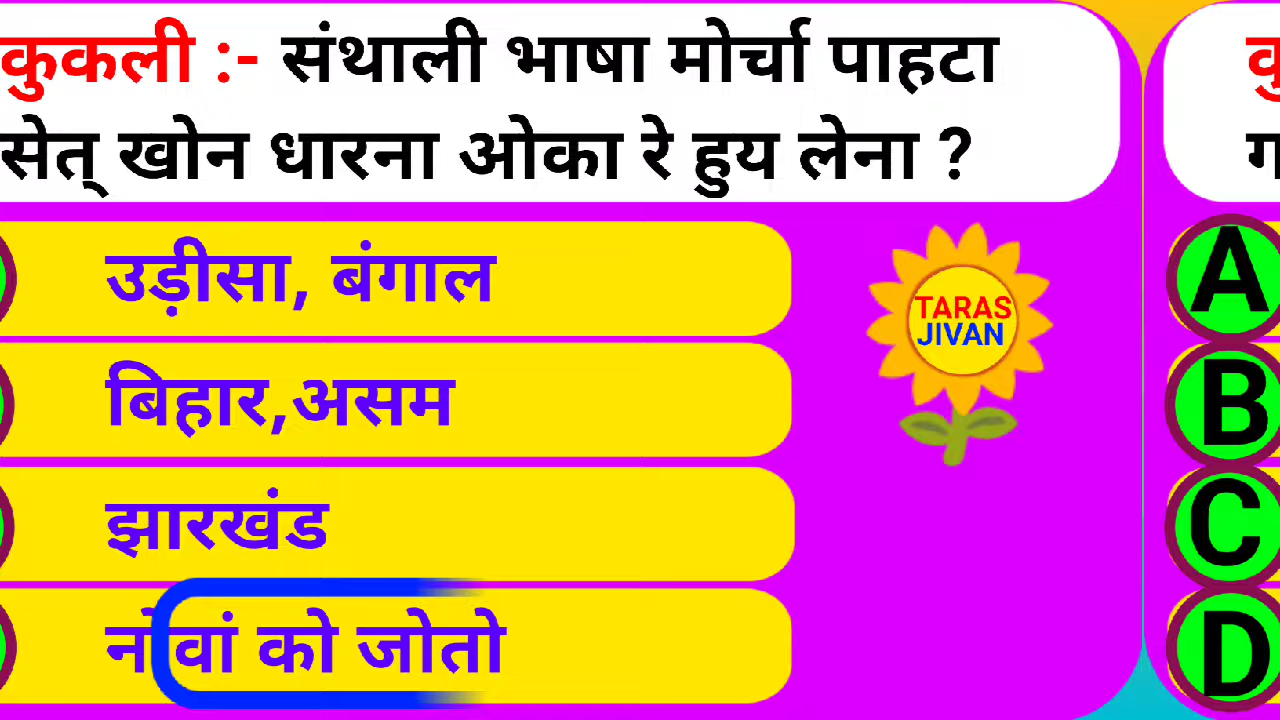 कुकली :- संथाली भाषा मोर्चा पाहटा
सेत् खोन धारना ओका रे हुय लेना ?
उड़ीसा, बंगाल
बिहार,असम
झारखंड
नोवां को जोतो
TARAS
JIVAN
A
B
C
D